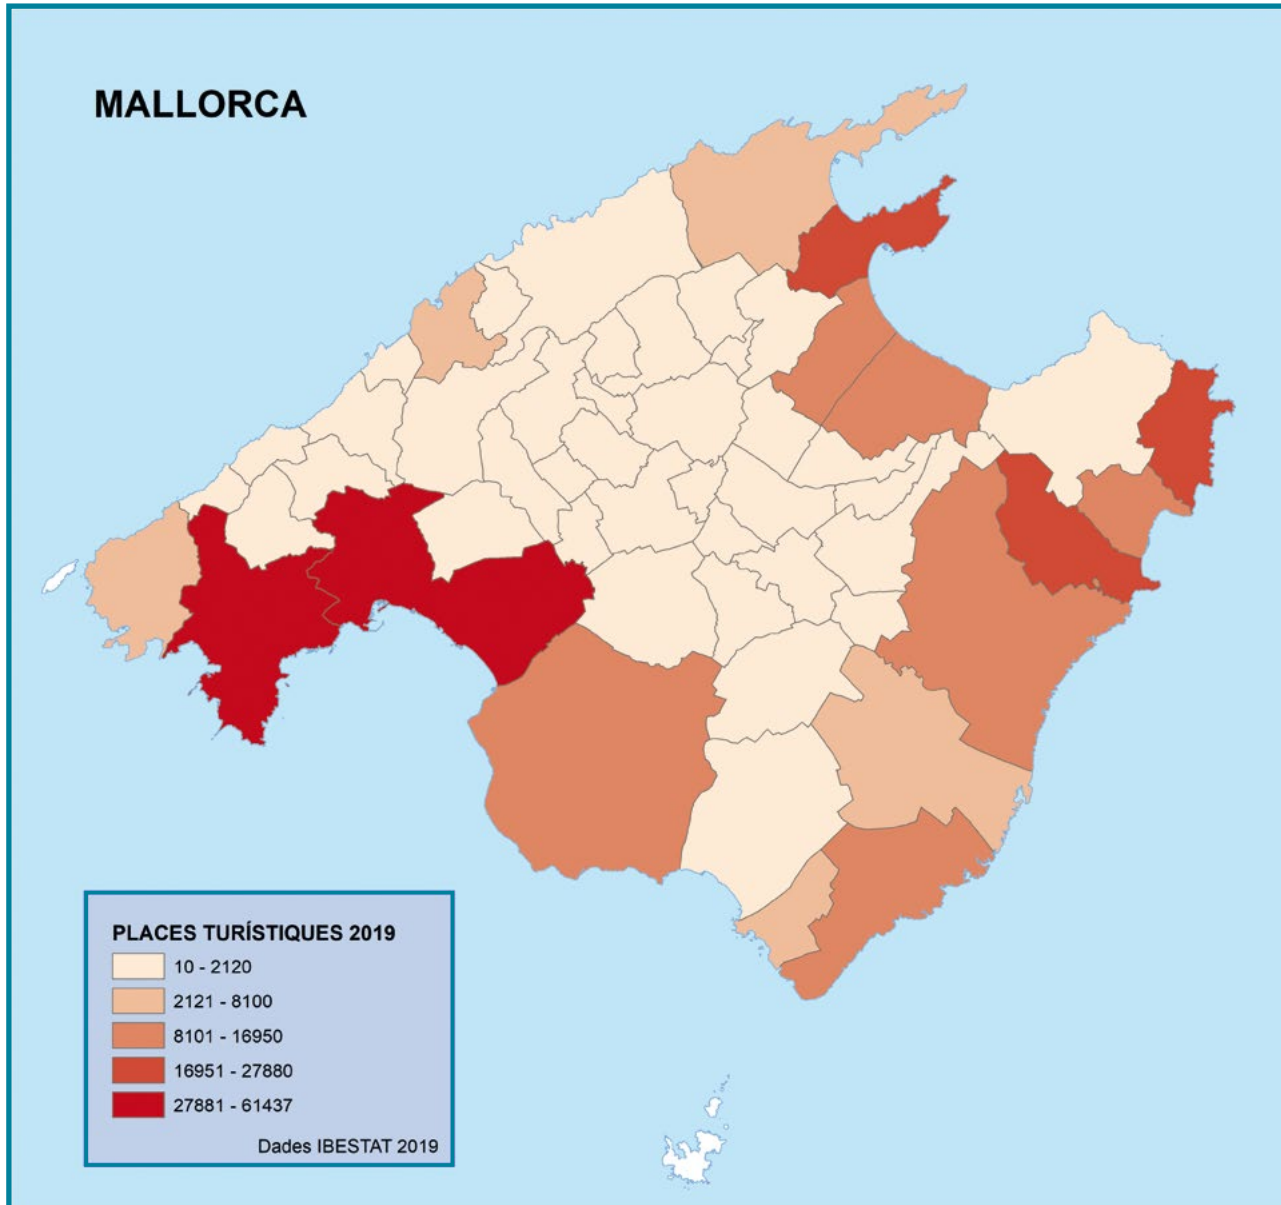 MALLORCA
PLACES TURÍSTIQUES 2019
10 - 2120
2121 - 8100
8101 - 16950
16951 - 27880
27881 - 61437
Dades IBESTAT 2019